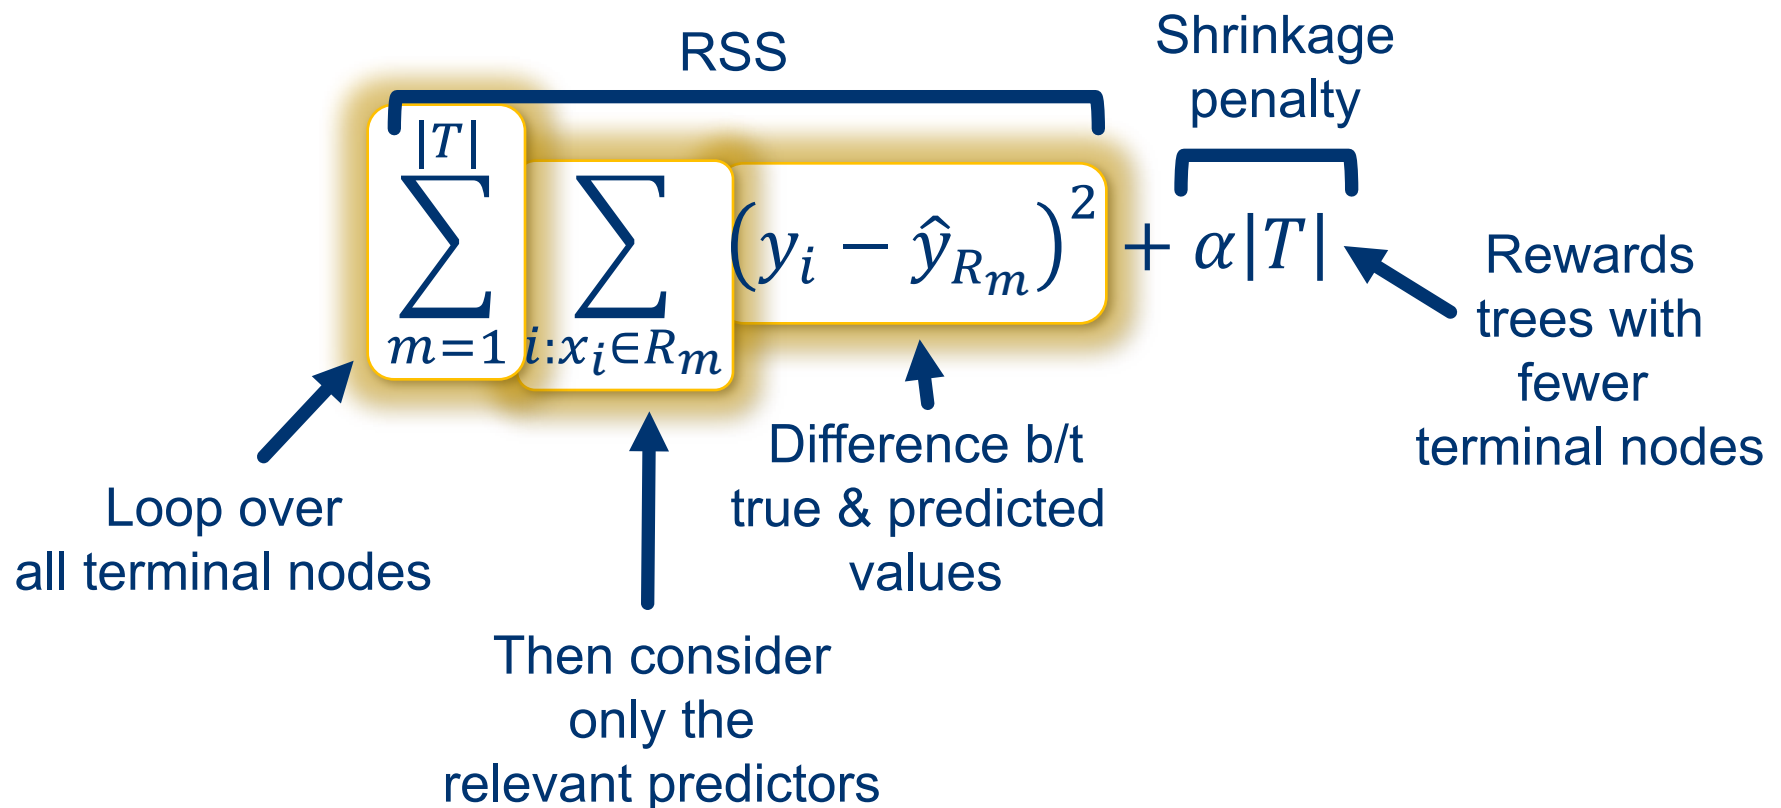 RSS
Shrinkage
penalty
|T|
∑
m=1
∑
i:x_i∈R_m
(y_i − ŷ_{R_m})^2 + α|T|
Rewards
trees with
fewer
terminal nodes
Difference b/t
true & predicted
values
Loop over
all terminal nodes
Then consider
only the
relevant predictors